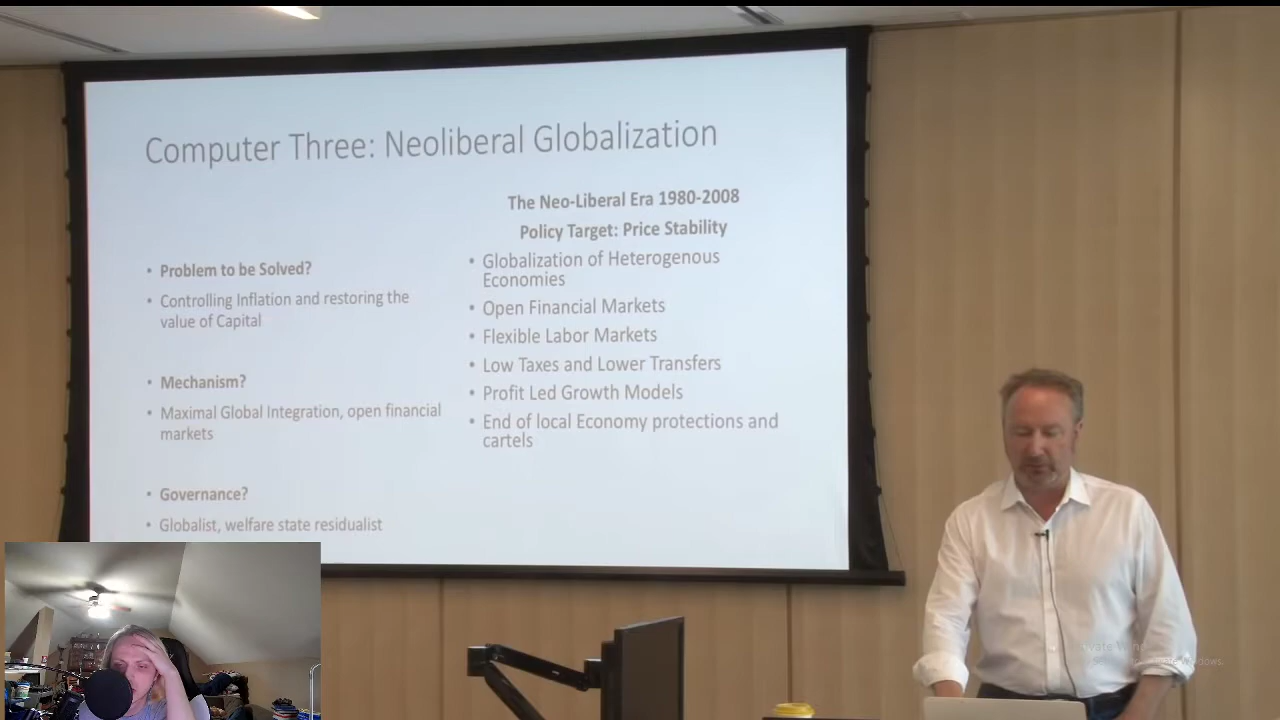 Computer Three: Neoliberal Globalization
• Problem to be Solved?
• Controlling Inflation and restoring the
value of Capital
• Mechanism?
• Maximal Global Integration, open financial
markets
• Governance?
• Globalist, welfare state residualist
The Neo-Liberal Era 1980-2008
Policy Target: Price Stability
• Globalization of Heterogenous
Economies
• Open Financial Markets
• Flexible Labor Markets
• Low Taxes and Lower Transfers
• Profit Led Growth Models
• End of local Economy protections and
cartels